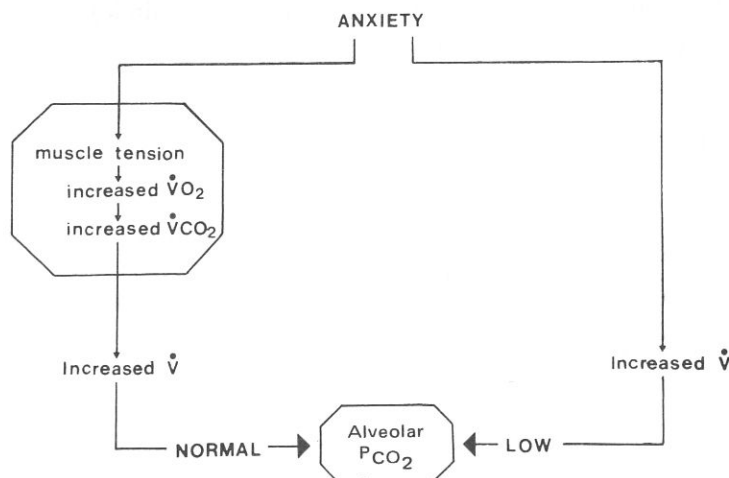 ANXIETY
muscle tension
increased V̇O₂
increased V̇CO₂
Increased V̇
Increased V̇
NORMAL
Alveolar
PCO₂
LOW